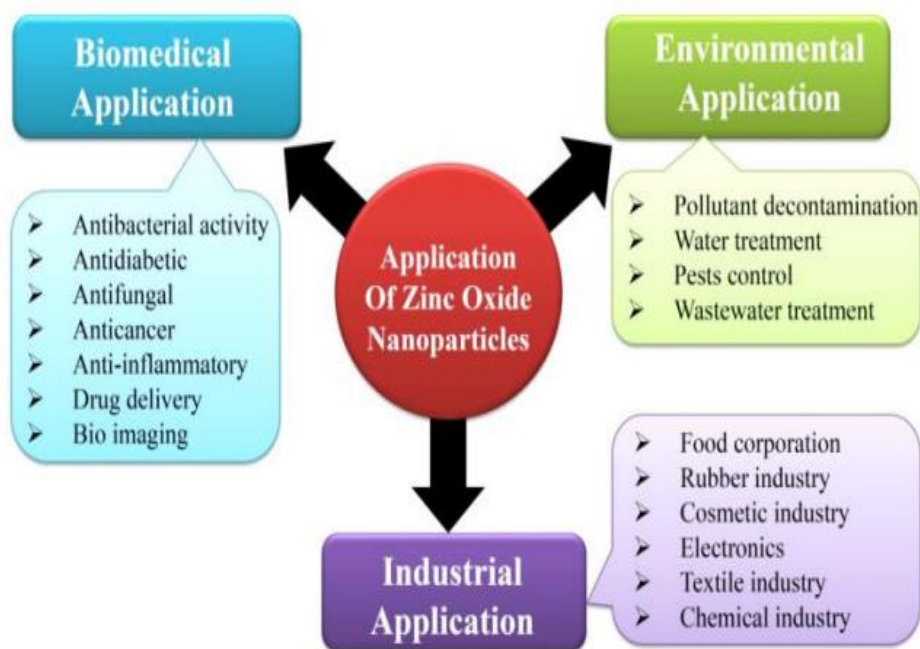 Biomedical
Application
Environmental
Application
Antibacterial activity
Antidiabetic
Antifungal
Anticancer
Anti-inflammatory
Drug delivery
Bio imaging
Application
Of Zinc Oxide
Nanoparticles
Pollutant decontamination
Water treatment
Pests control
Wastewater treatment
Industrial
Application
Food corporation
Rubber industry
Cosmetic industry
Electronics
Textile industry
Chemical industry